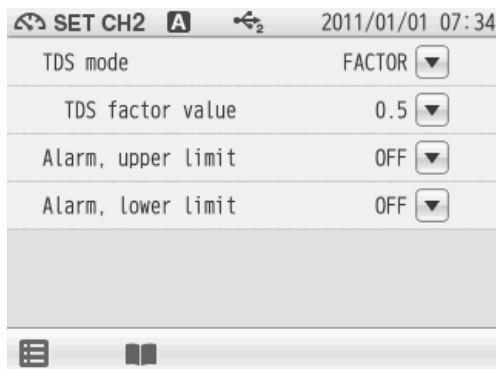 SET CH2 A 2 2011/01/01 07:34
TDS mode FACTOR
TDS factor value 0.5
Alarm, upper limit OFF
Alarm, lower limit OFF